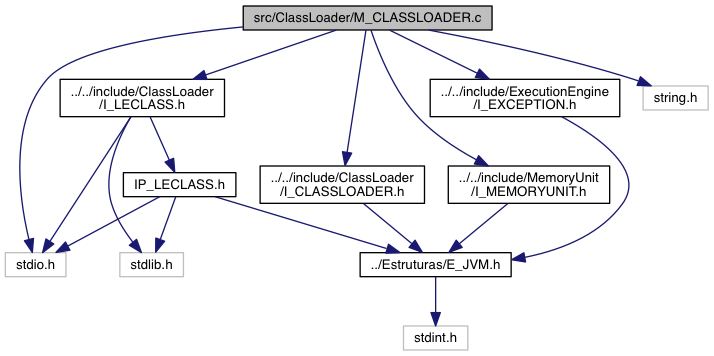 src/ClassLoader/M_CLASSLOADER.c
../../include/ClassLoader
/I_LECLASS.h
../../include/ExecutionEngine
/I_EXCEPTION.h
string.h
IP_LECLASS.h
../../include/ClassLoader
/I_CLASSLOADER.h
../../include/MemoryUnit
/I_MEMORYUNIT.h
stdio.h
stdlib.h
../Estruturas/E_JVM.h
stdint.h